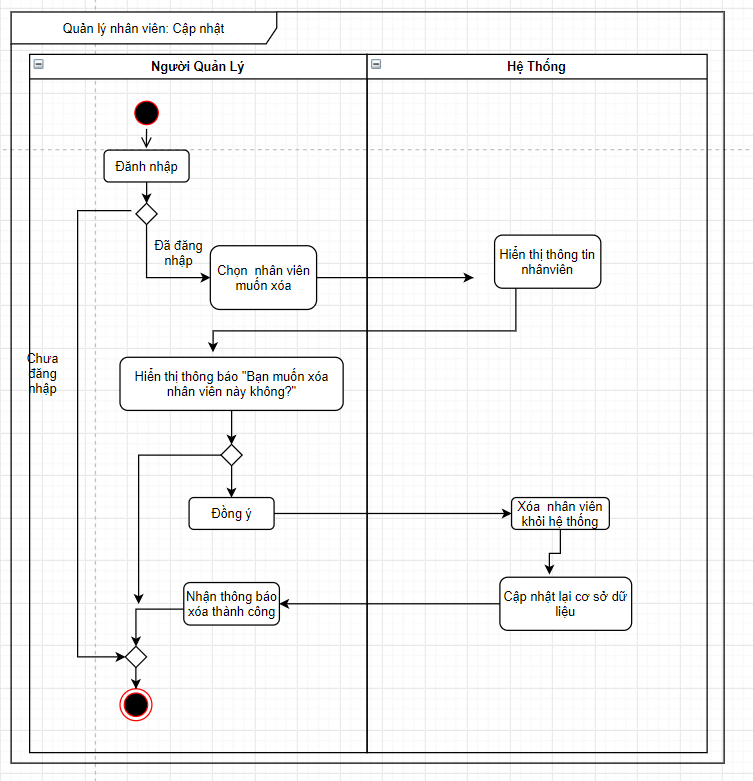 Quản lý nhân viên: Cập nhật
Người Quản Lý
Hệ Thống
Đănh nhập
Đã đăng
nhập
Chọn nhân viên
muốn xóa
Hiển thị thông tin
nhânviên
Chưa
đăng
nhập
Hiển thị thông báo "Bạn muốn xóa
nhân viên này không?"
Đồng ý
Xóa nhân viên
khỏi hệ thống
Nhận thông báo
xóa thành công
Cập nhật lại cơ sở dữ
liệu